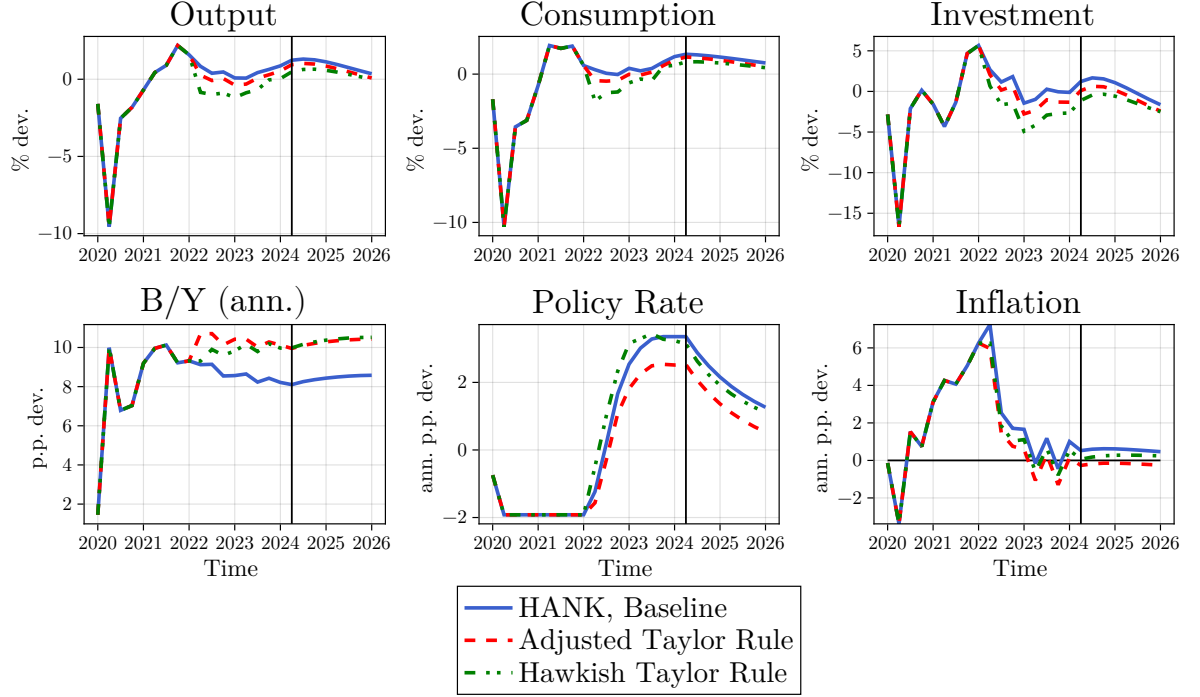 Output
Consumption
Investment
% dev.
0
−5
−10
2020 2021 2022 2023 2024 2025 2026
% dev.
0
−5
−10
2020 2021 2022 2023 2024 2025 2026
% dev.
5
0
−5
−10
−15
2020 2021 2022 2023 2024 2025 2026
B/Y (ann.)
Policy Rate
Inflation
p.p. dev.
10
8
6
4
2
2020 2021 2022 2023 2024 2025 2026
Time
ann. p.p. dev.
2
0
−2
2020 2021 2022 2023 2024 2025 2026
Time
ann. p.p. dev.
6
4
2
0
−2
2020 2021 2022 2023 2024 2025 2026
Time
HANK, Baseline
Adjusted Taylor Rule
Hawkish Taylor Rule